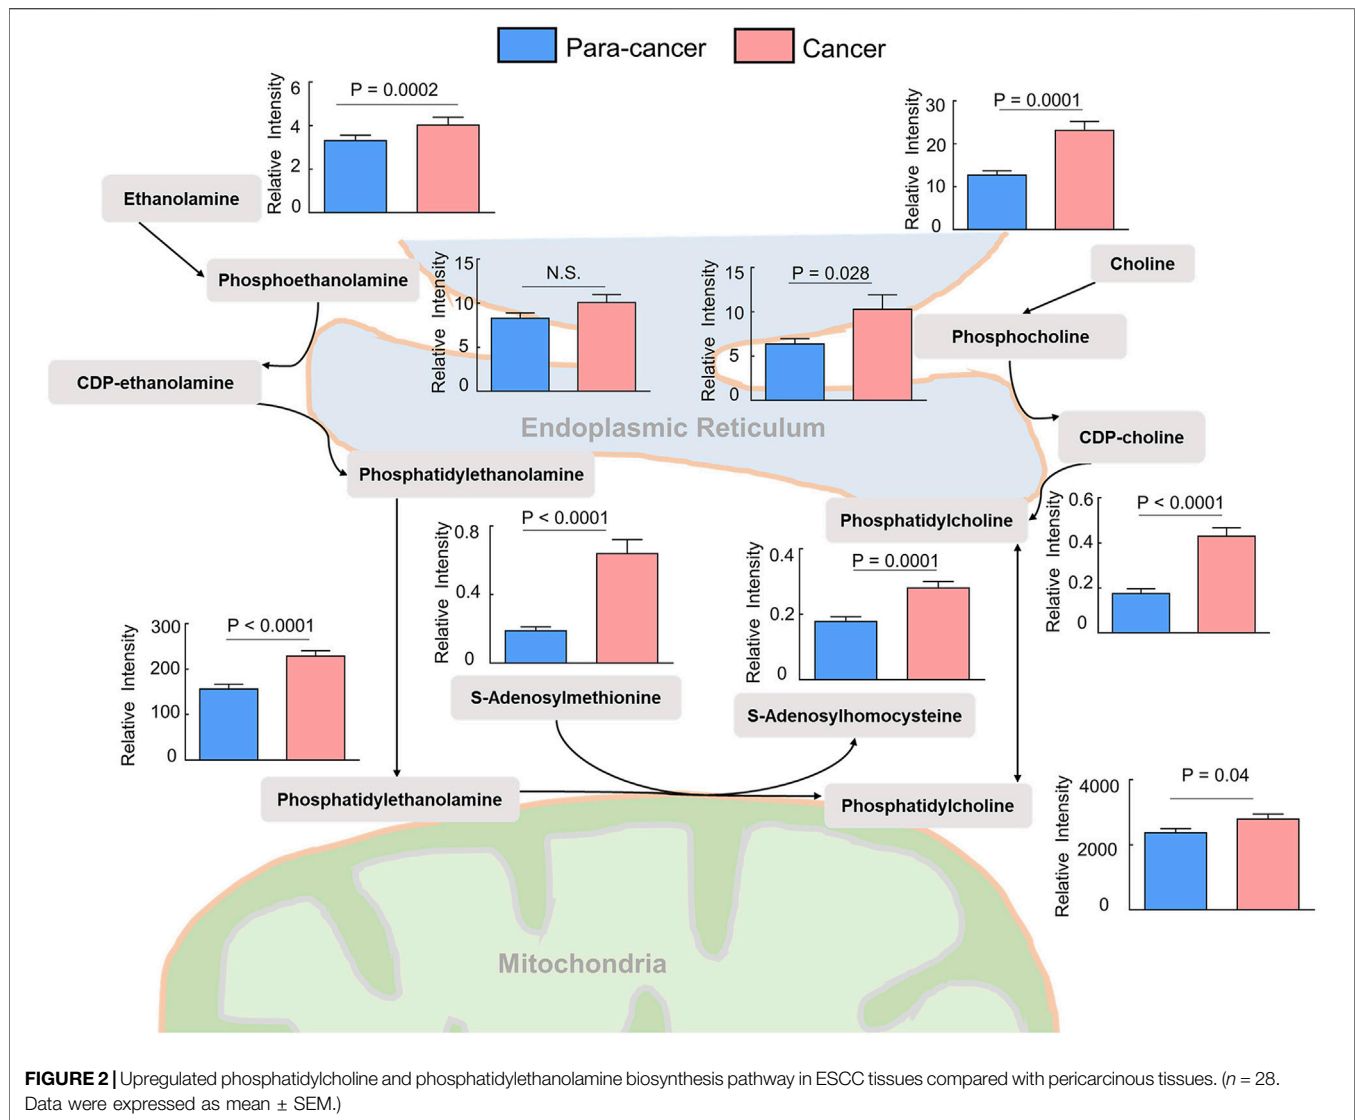 Para-cancer
Cancer
Relative Intensity
6
4
2
0
P = 0.0002
Relative Intensity
30
20
10
0
P = 0.0001
Ethanolamine
Phosphoethanolamine
CDP-ethanolamine
Relative Intensity
15
10
5
0
N.S.
Relative Intensity
15
10
5
0
P = 0.028
Choline
Phosphocholine
CDP-choline
Endoplasmic Reticulum
Phosphatidylethanolamine
Phosphatidylcholine
Relative Intensity
0.8
0.4
0
P < 0.0001
Relative Intensity
0.4
0.2
0
P = 0.0001
Relative Intensity
0.6
0.4
0.2
0
P < 0.0001
Relative Intensity
300
200
100
0
P < 0.0001
S-Adenosylmethionine
S-Adenosylhomocysteine
Phosphatidylethanolamine
Phosphatidylcholine
Relative Intensity
4000
2000
0
P = 0.04
Mitochondria
FIGURE 2 | Upregulated phosphatidylcholine and phosphatidylethanolamine biosynthesis pathway in ESCC tissues compared with pericarcinous tissues. (n = 28.
Data were expressed as mean ± SEM.)